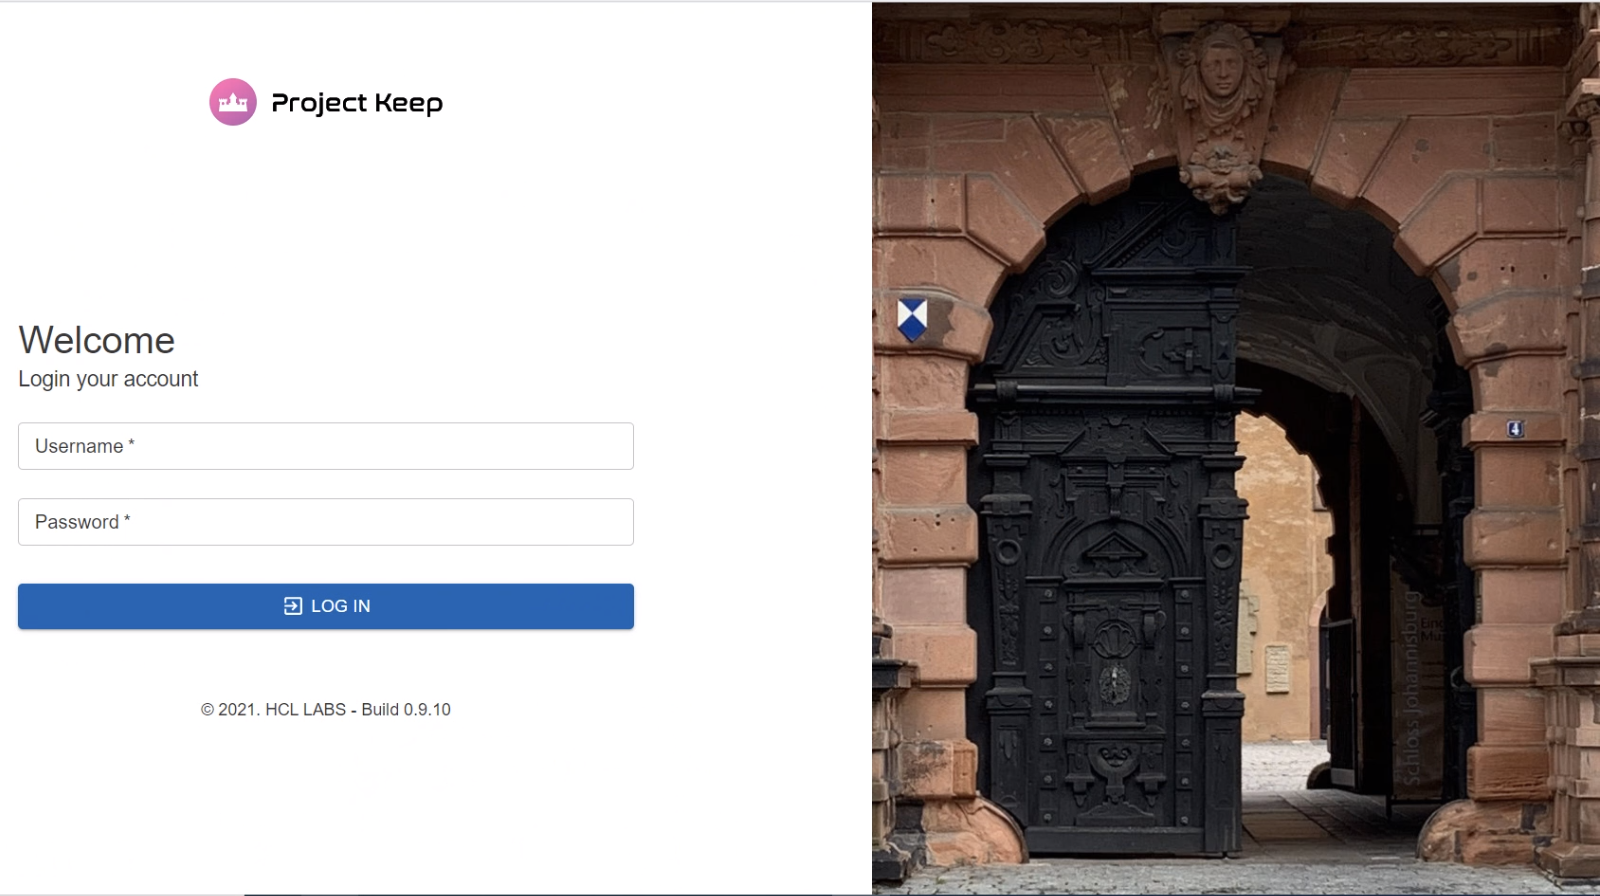 Project Keep
Welcome
Login your account
Username *
Password *
LOG IN
© 2021. HCL LABS - Build 0.9.10
4
Schloss Johannisburg